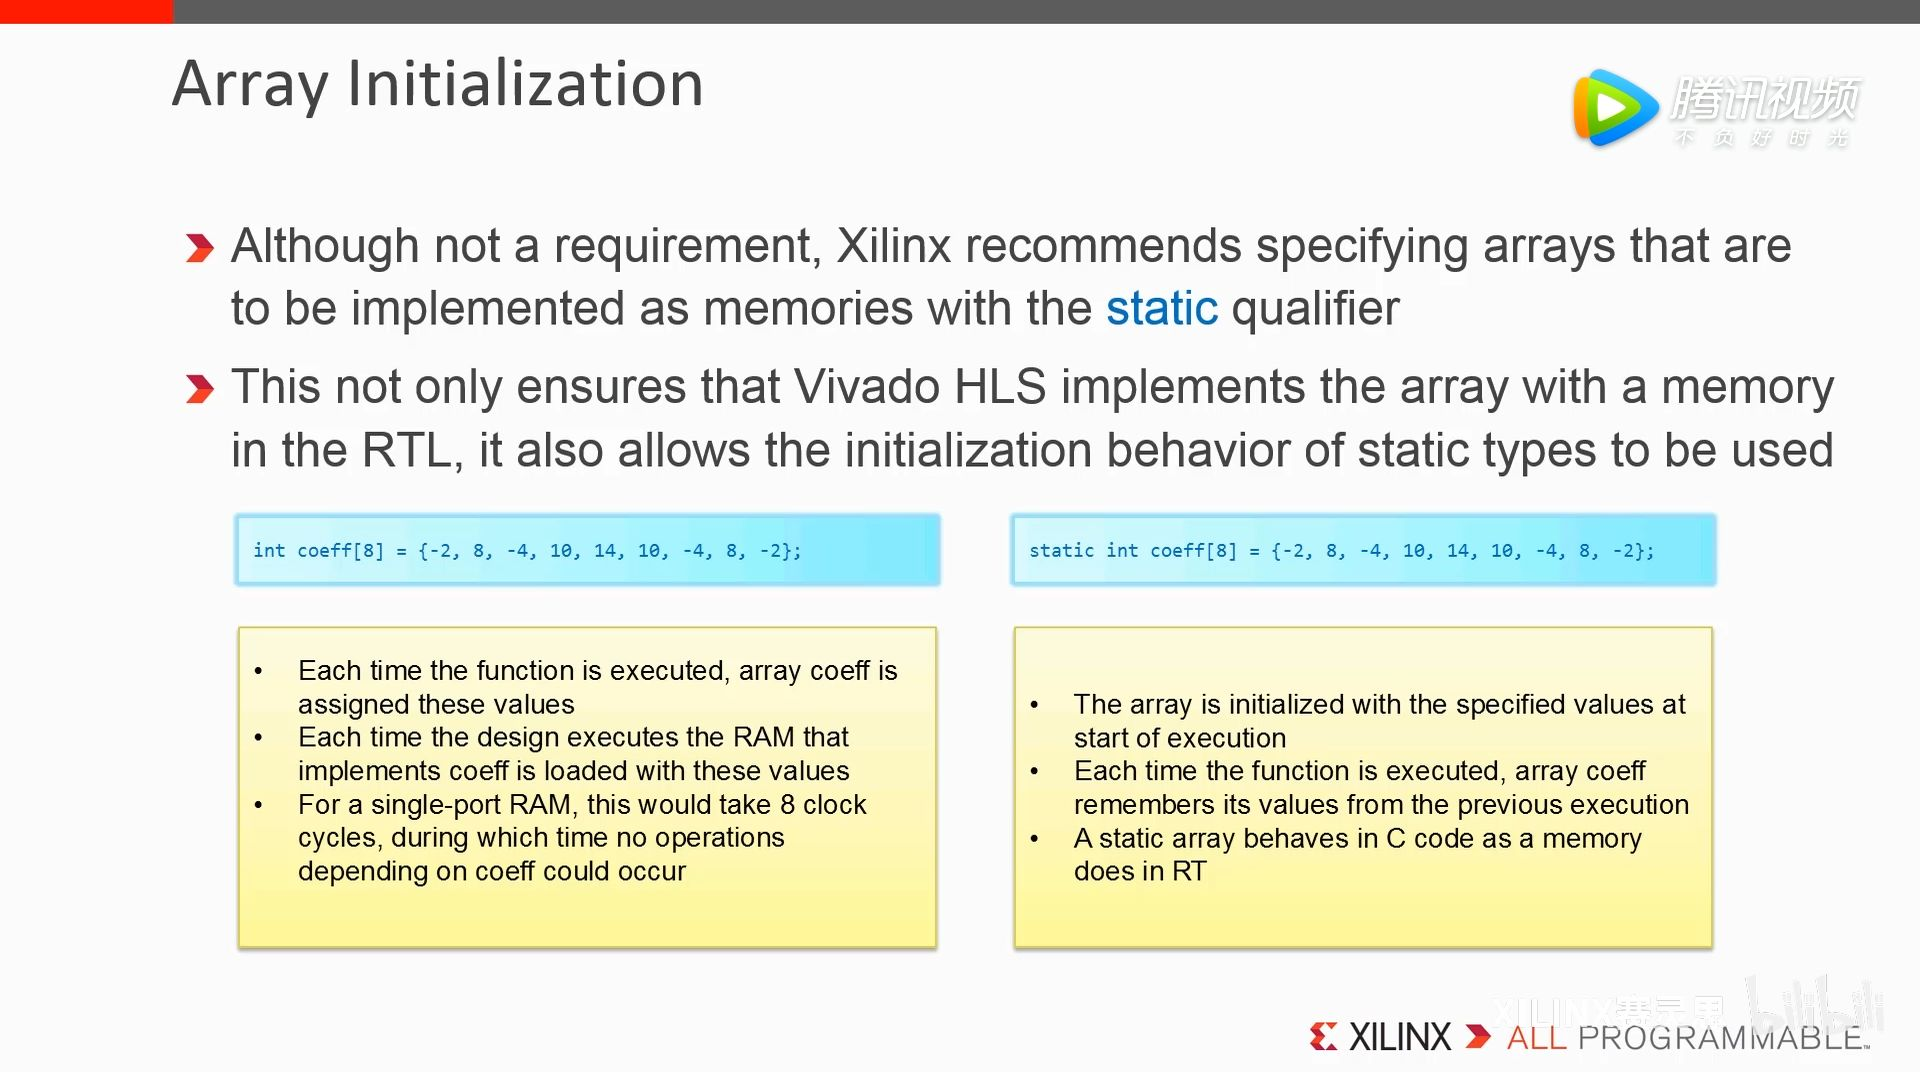 Array Initialization
腾讯视频
不负好时光
Although not a requirement, Xilinx recommends specifying arrays that are
to be implemented as memories with the static qualifier
This not only ensures that Vivado HLS implements the array with a memory
in the RTL, it also allows the initialization behavior of static types to be used
int coeff[8] = {-2, 8, -4, 10, 14, 10, -4, 8, -2};
• Each time the function is executed, array coeff is
assigned these values
• Each time the design executes the RAM that
implements coeff is loaded with these values
• For a single-port RAM, this would take 8 clock
cycles, during which time no operations
depending on coeff could occur
static int coeff[8] = {-2, 8, -4, 10, 14, 10, -4, 8, -2};
• The array is initialized with the specified values at
start of execution
• Each time the function is executed, array coeff
remembers its values from the previous execution
• A static array behaves in C code as a memory
does in RT
XILINX赛灵思
bilibili
XILINX ALL PROGRAMMABLE™